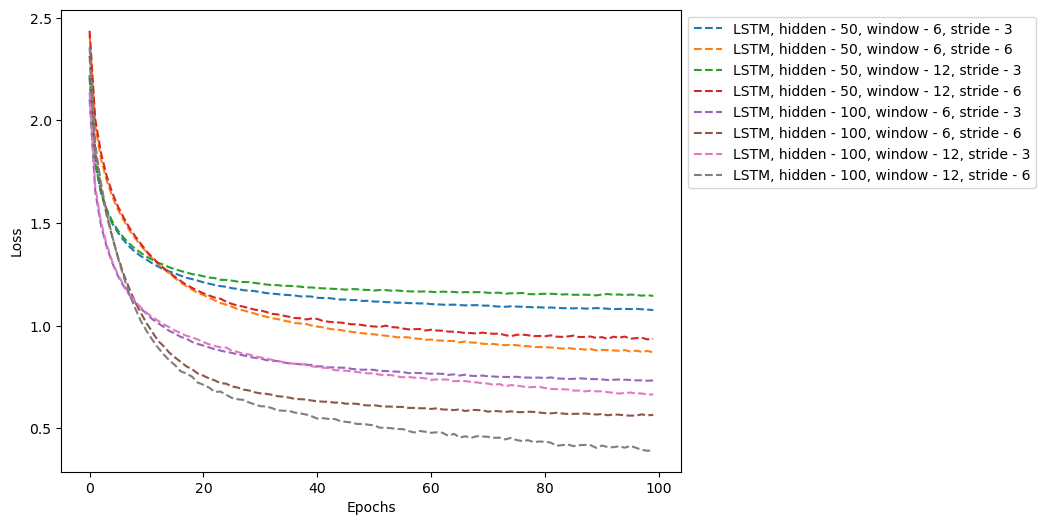 2.5
2.0
1.5
1.0
0.5
Loss
0 20 40 60 80 100
Epochs
LSTM, hidden - 50, window - 6, stride - 3
LSTM, hidden - 50, window - 6, stride - 6
LSTM, hidden - 50, window - 12, stride - 3
LSTM, hidden - 50, window - 12, stride - 6
LSTM, hidden - 100, window - 6, stride - 3
LSTM, hidden - 100, window - 6, stride - 6
LSTM, hidden - 100, window - 12, stride - 3
LSTM, hidden - 100, window - 12, stride - 6